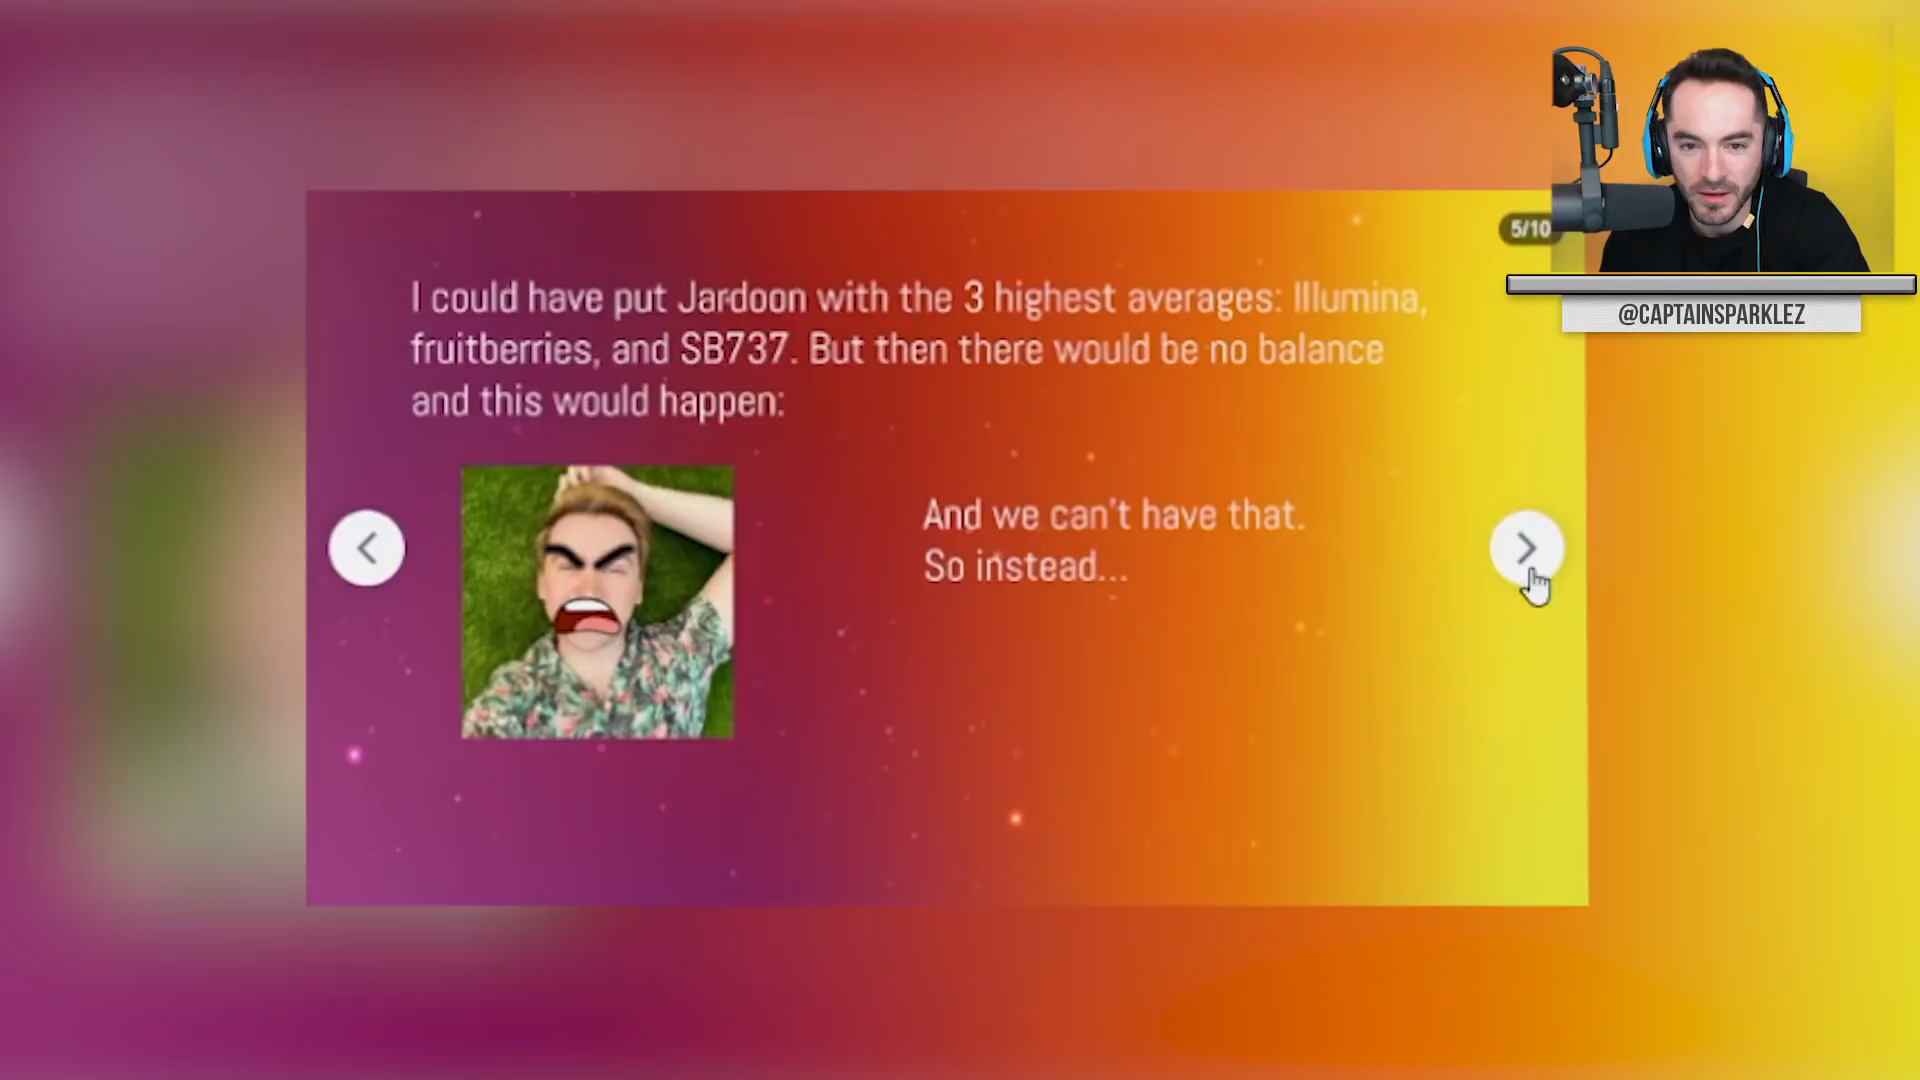 5/10
I could have put Jardoon with the 3 highest averages: Illumina,
fruitberries, and SB737. But then there would be no balance
and this would happen:
And we can't have that.
So instead...
@CAPTAINSPARKLEZ